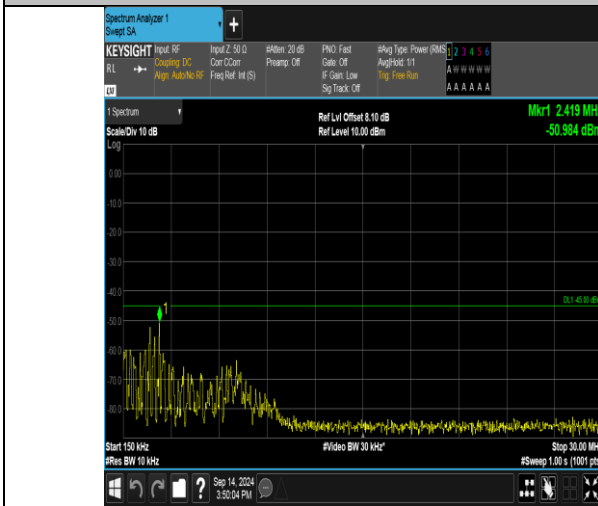 Spectrum Analyzer 1
Swept SA
+
KEYSIGHT Input: RF Input Z: 50 Ω #Atten: 20 dB PNO: Fast #Avg Type: Power (RMS 1 2 3 4 5 6
RL Coupling: DC Corr CCorr Preamp: Off Gate: Off Avg|Hold: 1/1 A W W W W W
Align: Auto/No RF Freq Ref: Int (S) IF Gain: Low Trig: Free Run
Sig Track: Off A A A A A A
1 Spectrum Ref Lvl Offset 8.10 dB Mkr1 2.419 MH
Scale/Div 10 dB Ref Level 10.00 dBm -50.984 dBm
Log
0.00
-10.0
-20.0
-30.0
-40.0
DL1 -45.00 dB
1
-50.0
-60.0
-70.0
-80.0
Start 150 kHz #Video BW 30 kHz* Stop 30.00 MH
#Res BW 10 kHz #Sweep 1.00 s (1001 pts
? Sep 14, 2024
3:50:04 PM